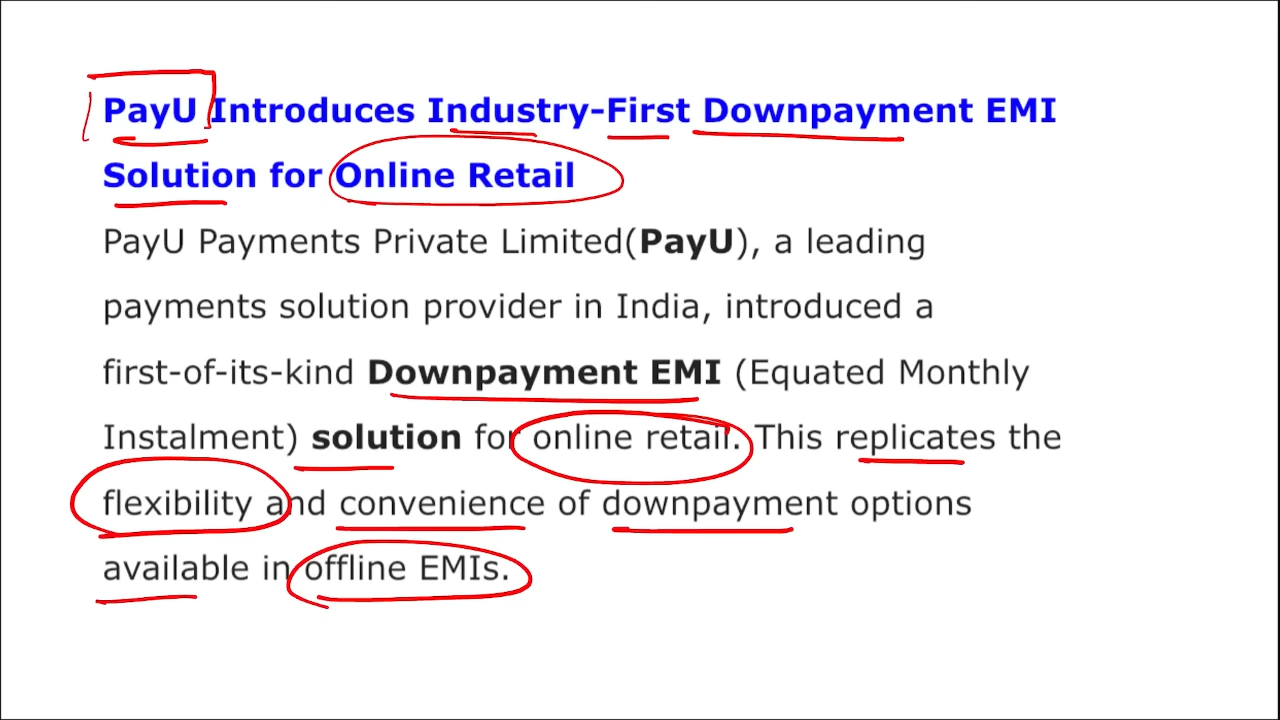 PayU Introduces Industry-First Downpayment EMI
Solution for Online Retail
PayU Payments Private Limited(PayU), a leading
payments solution provider in India, introduced a
first-of-its-kind Downpayment EMI (Equated Monthly
Instalment) solution for online retail. This replicates the
flexibility and convenience of downpayment options
available in offline EMIs.